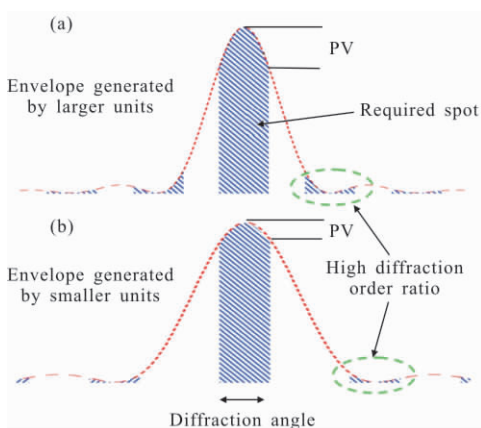 (a)
PV
Envelope generated
by larger units
Required spot
(b)
PV
Envelope generated
by smaller units
High diffraction
order ratio
Diffraction angle